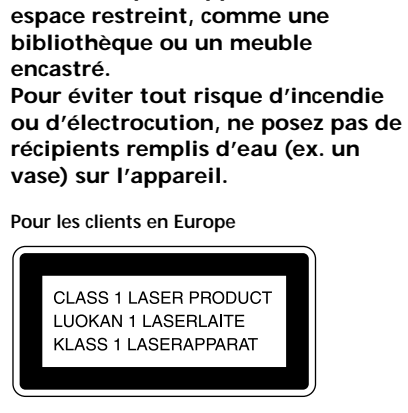 espace restreint, comme une
bibliothèque ou un meuble
encastré.
Pour éviter tout risque d'incendie
ou d'électrocution, ne posez pas de
récipients remplis d'eau (ex. un
vase) sur l'appareil.
Pour les clients en Europe
CLASS 1 LASER PRODUCT
LUOKAN 1 LASERLAITE
KLASS 1 LASERAPPARAT